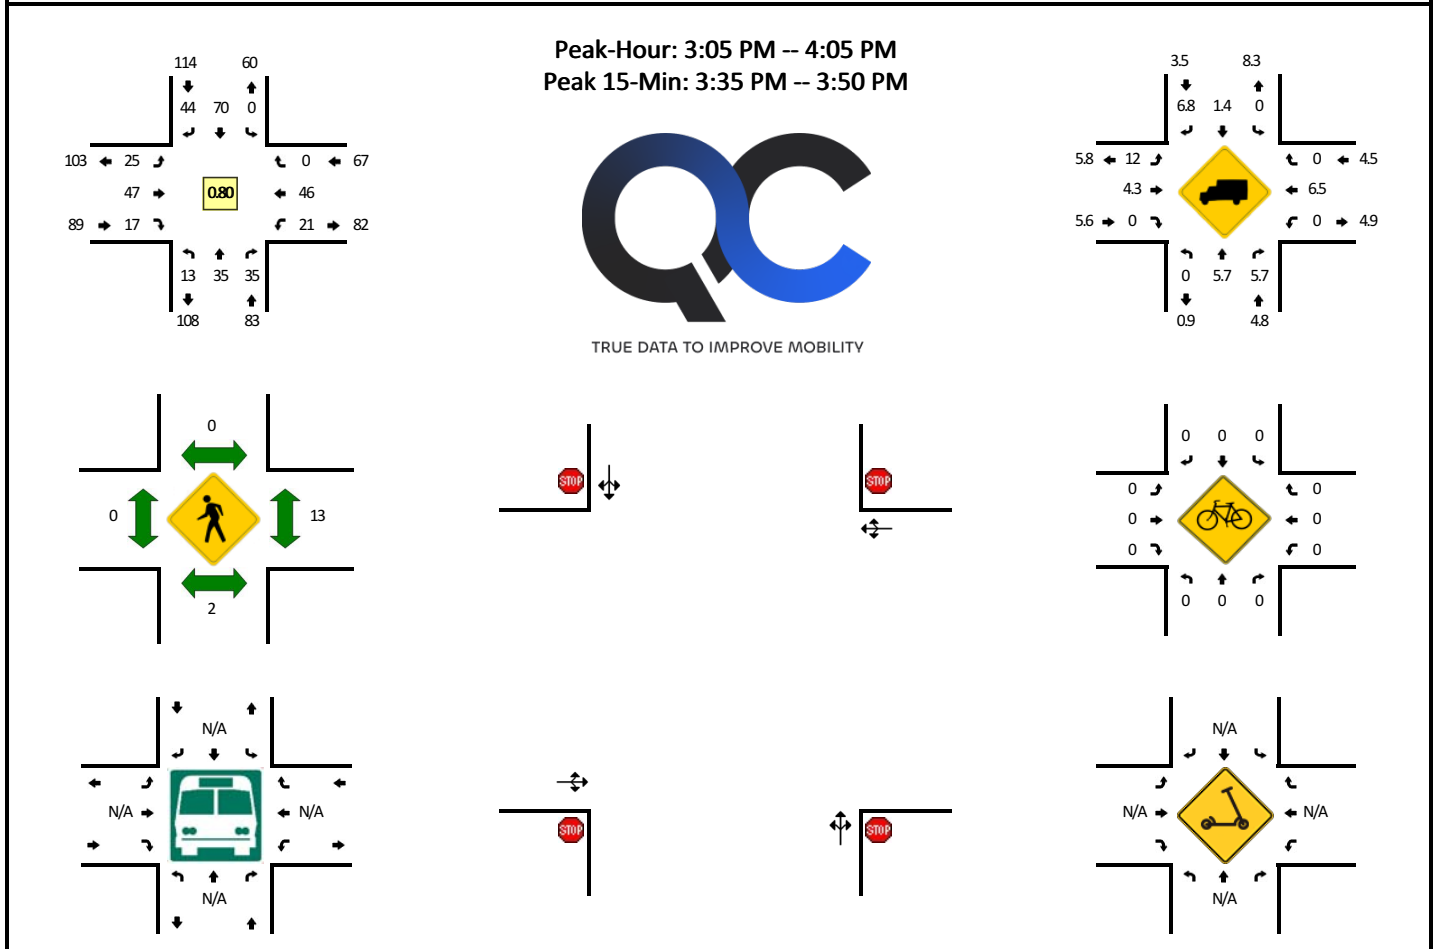 Peak-Hour: 3:05 PM -- 4:05 PM
Peak 15-Min: 3:35 PM -- 3:50 PM
114 60
44 70 0
103 25 0 67
47 0.80 46
89 17 21 82
13 35 35
108 83
TRUE DATA TO IMPROVE MOBILITY
3.5 8.3
6.8 1.4 0
5.8 12 0 4.5
4.3 6.5
5.6 0 0 4.9
0 5.7 5.7
0.9 4.8
0
0 13
2
STOP STOP
STOP STOP
0 0 0
0 0
0 0
0 0
0 0 0
N/A
N/A N/A
N/A
N/A
N/A N/A
N/A